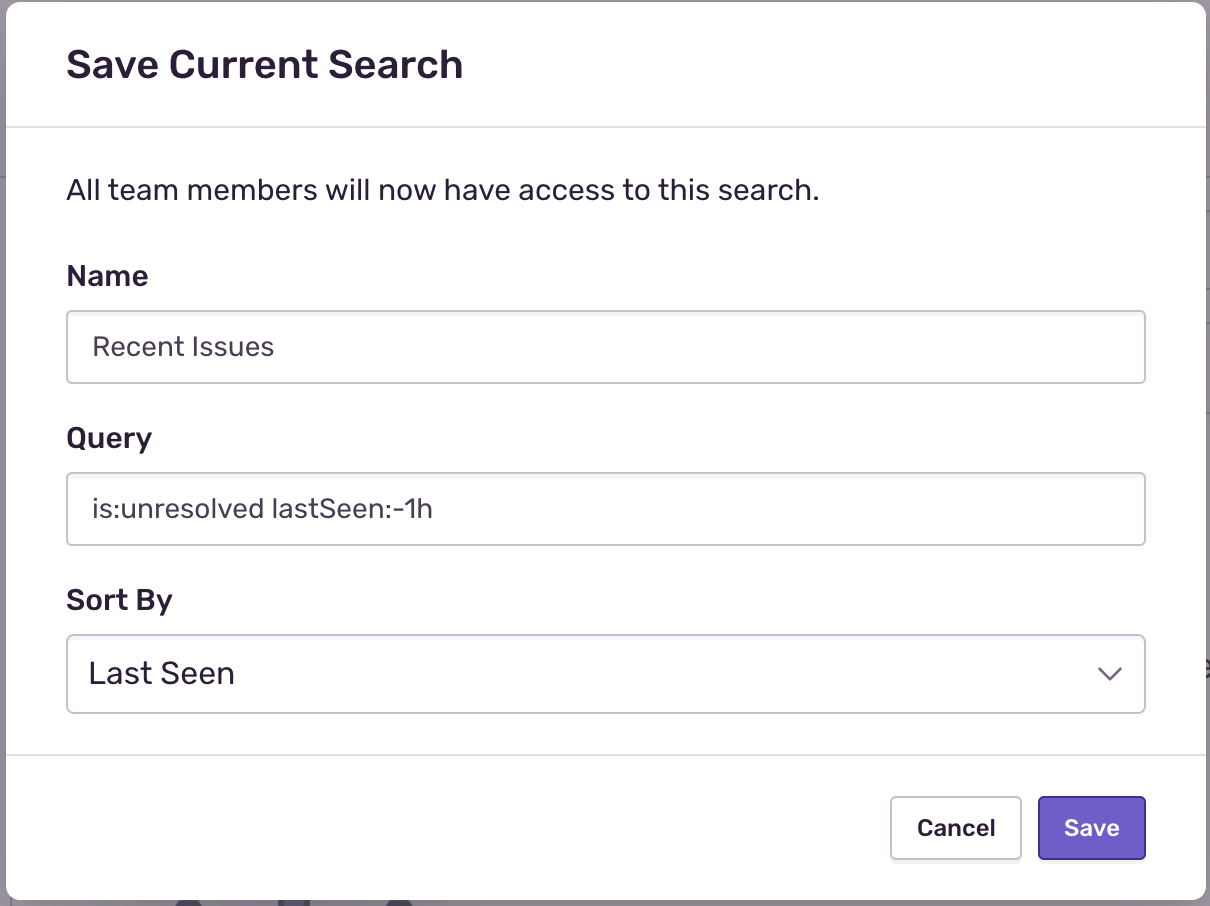 Save Current Search
All team members will now have access to this search.
Name
Recent Issues
Query
is:unresolved lastSeen:-1h
Sort By
Last Seen
Cancel
Save